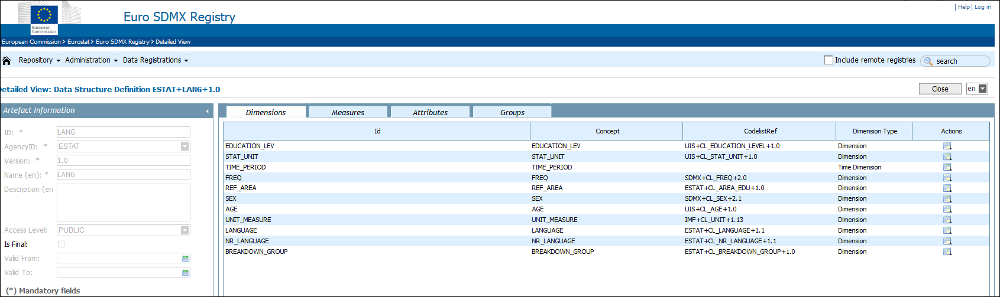 | Help | Log in
European
Commission
Euro SDMX Registry
European Commission > Eurostat > Euro SDMX Registry > Detailed View
Repository Administration Data Registrations Include remote registries search
etailed View: Data Structure Definition ESTAT+LANG+1.0 Close en
Artefact Information
Dimensions Measures Attributes Groups
ID: * LANG
AgencyID: * ESTAT
Version: * 1.0
Name (en): * LANG
Description (en)
Access Level: PUBLIC
Is Final:
Valid From:
Valid To:
(*) Mandatory fields
Id Concept CodelistRef Dimension Type Actions
EDUCATION_LEV EDUCATION_LEV UIS+CL_EDUCATION_LEVEL+1.0 Dimension
STAT_UNIT STAT_UNIT UIS+CL_STAT_UNIT+1.0 Dimension
TIME_PERIOD TIME_PERIOD Time Dimension
FREQ FREQ SDMX+CL_FREQ+2.0 Dimension
REF_AREA REF_AREA ESTAT+CL_AREA_EDU+1.0 Dimension
SEX SEX SDMX+CL_SEX+2.1 Dimension
AGE AGE UIS+CL_AGE+1.0 Dimension
UNIT_MEASURE UNIT_MEASURE IMF+CL_UNIT+1.13 Dimension
LANGUAGE LANGUAGE ESTAT+CL_LANGUAGE+1.1 Dimension
NR_LANGUAGE NR_LANGUAGE ESTAT+CL_NR_LANGUAGE+1.1 Dimension
BREAKDOWN_GROUP BREAKDOWN_GROUP ESTAT+CL_BREAKDOWN_GROUP+1.0 Dimension